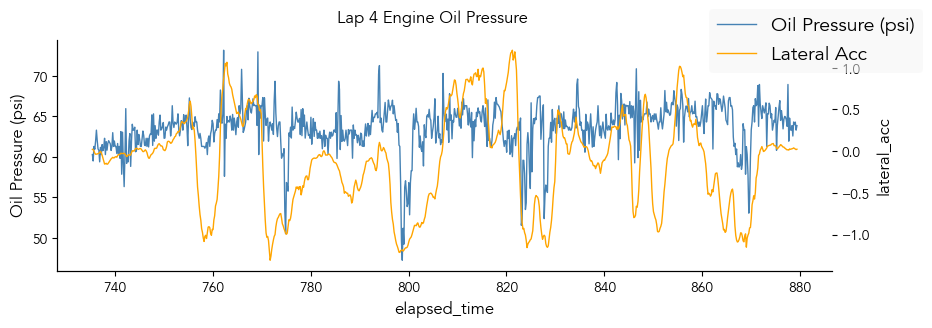 Lap 4 Engine Oil Pressure
Oil Pressure (psi)
Lateral Acc
70
65
60
55
50
Oil Pressure (psi)
1.0
0.5
0.0
−0.5
−1.0
lateral_acc
740 760 780 800 820 840 860 880
elapsed_time